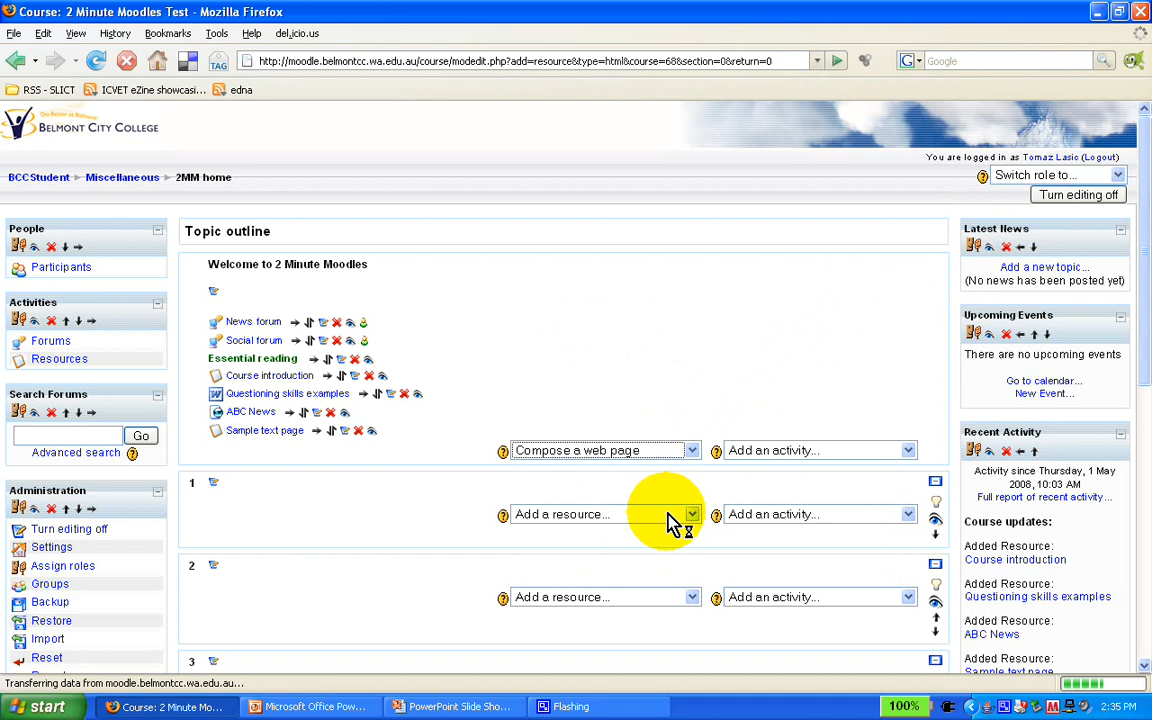 Course: 2 Minute Moodles Test - Mozilla Firefox
File Edit View History Bookmarks Tools Help del.icio.us
TAG http://moodle.belmontcc.wa.edu.au/course/modedit.php?add=resource&type=html&course=68&section=0&return=0 G Google
RSS - SLICT ICVET eZine showcasi... edna
BELMONT CITY COLLEGE
You are logged in as Tomaz Lasic (Logout)
BCCStudent ► Miscellaneous ► 2MM home
Switch role to...
Turn editing off
People
Participants
Activities
Forums
Resources
Search Forums
Go
Advanced search
Administration
Turn editing off
Settings
Assign roles
Groups
Backup
Restore
Import
Reset
Topic outline
Welcome to 2 Minute Moodles
News forum
Social forum
Essential reading
Course introduction
Questioning skills examples
ABC News
Sample text page
Compose a web page Add an activity...
1
Add a resource... Add an activity...
2
Add a resource... Add an activity...
3
Latest News
Add a new topic...
(No news has been posted yet)
Upcoming Events
There are no upcoming events
Go to calendar...
New Event...
Recent Activity
Activity since Thursday, 1 May
2008, 10:03 AM
Full report of recent activity...
Course updates:
Added Resource:
Course introduction
Added Resource:
Questioning skills examples
Added Resource:
ABC News
Added Resource:
Sample text page
Transferring data from moodle.belmontcc.wa.edu.au...
start Course: 2 Minute Mo... Microsoft Office Pow... PowerPoint Slide Sho... Flashing 100% 2:35 PM